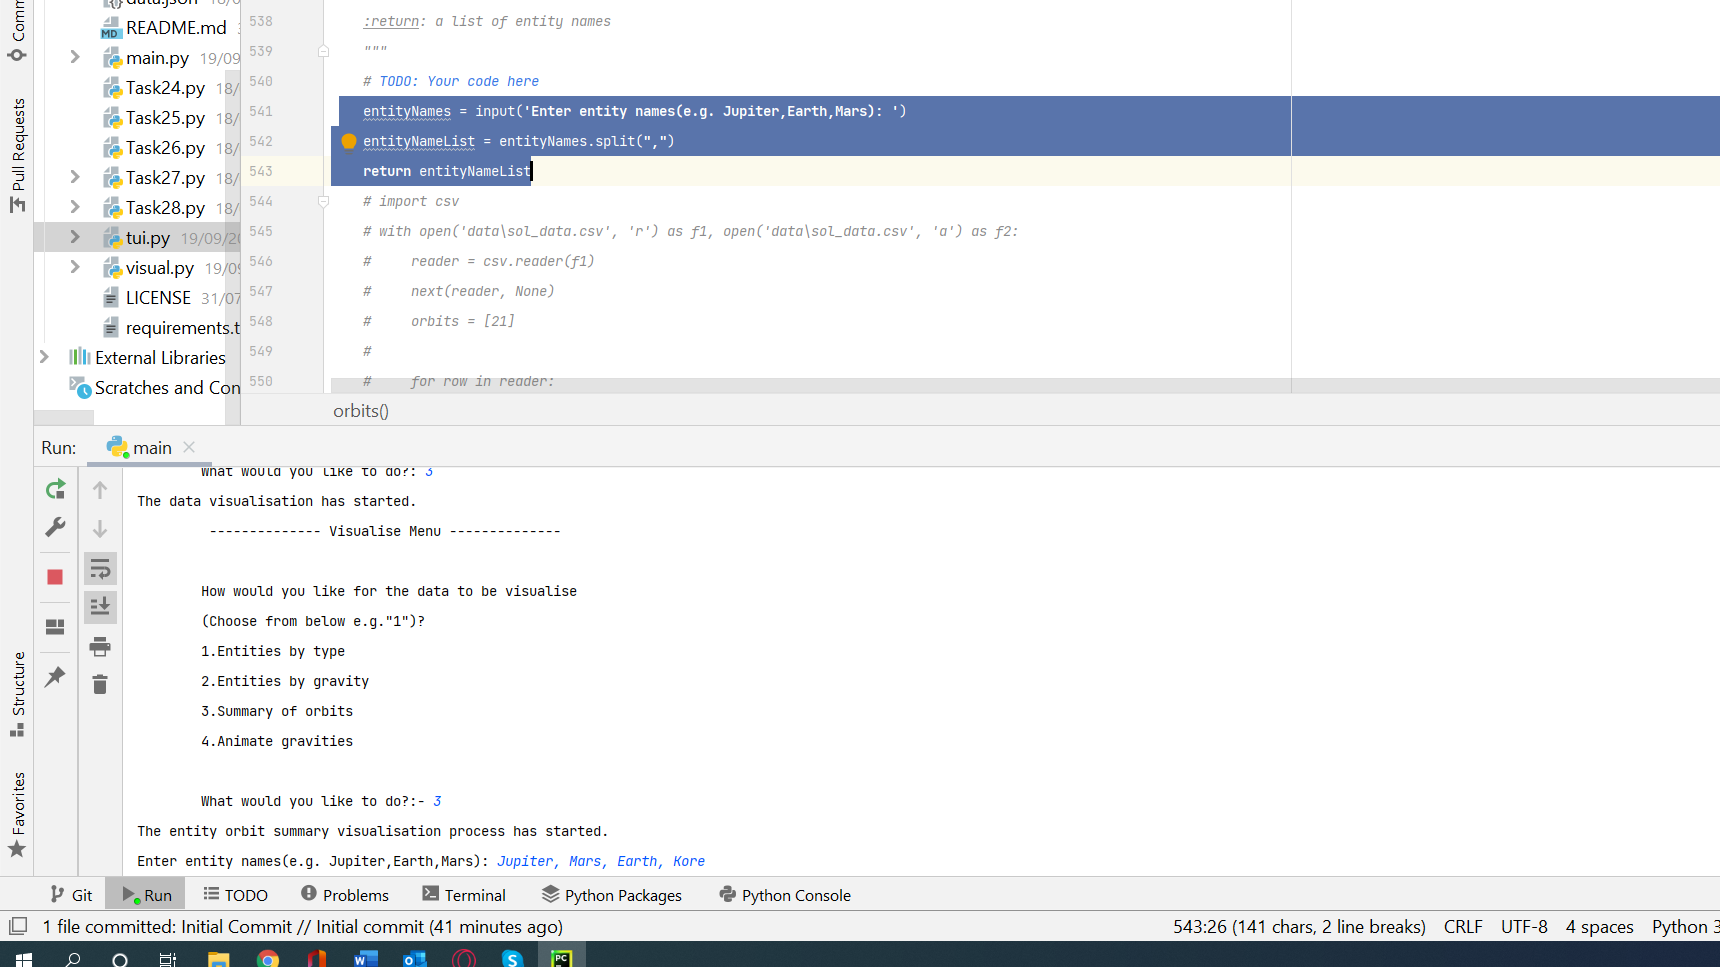 Comm
Pull Requests
Structure
Favorites
data.json 18/0
README.md
main.py 19/09
Task24.py 18/
Task25.py 18/
Task26.py 18/
Task27.py 18/
Task28.py 18/
tui.py 19/09/20
visual.py 19/09
LICENSE 31/07
requirements.t
External Libraries
Scratches and Con
538 :return: a list of entity names
539 """
540 # TODO: Your code here
541 entityNames = input('Enter entity names(e.g. Jupiter,Earth,Mars): ')
542 entityNameList = entityNames.split(",")
543 return entityNameList
544 # import csv
545 # with open('data\sol_data.csv', 'r') as f1, open('data\sol_data.csv', 'a') as f2:
546 #     reader = csv.reader(f1)
547 #     next(reader, None)
548 #     orbits = [21]
549 #
550 #     for row in reader:
orbits()
Run: main
What would you like to do?: 3
The data visualisation has started.
-------------- Visualise Menu --------------
How would you like for the data to be visualise
(Choose from below e.g."1")?
1.Entities by type
2.Entities by gravity
3.Summary of orbits
4.Animate gravities
What would you like to do?:- 3
The entity orbit summary visualisation process has started.
Enter entity names(e.g. Jupiter,Earth,Mars): Jupiter, Mars, Earth, Kore
Git Run TODO Problems Terminal Python Packages Python Console
1 file committed: Initial Commit // Initial commit (41 minutes ago) 543:26 (141 chars, 2 line breaks) CRLF UTF-8 4 spaces Python 3